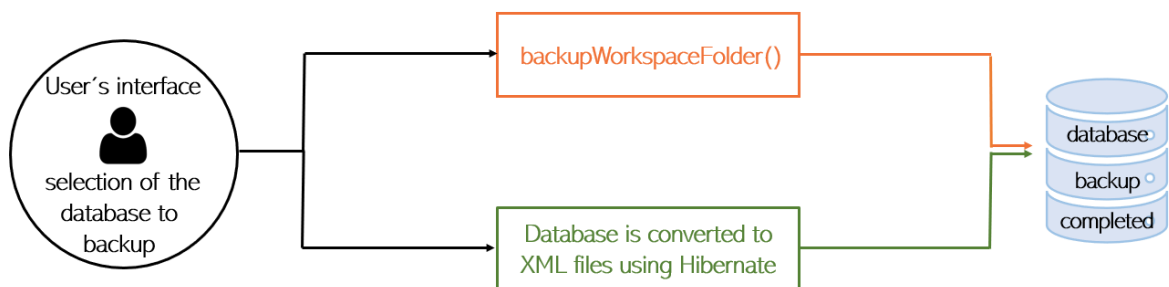 User´s interface
selection of the
database to
backup
backupWorkspaceFolder()
Database is converted to
XML files using Hibernate
database
backup
completed